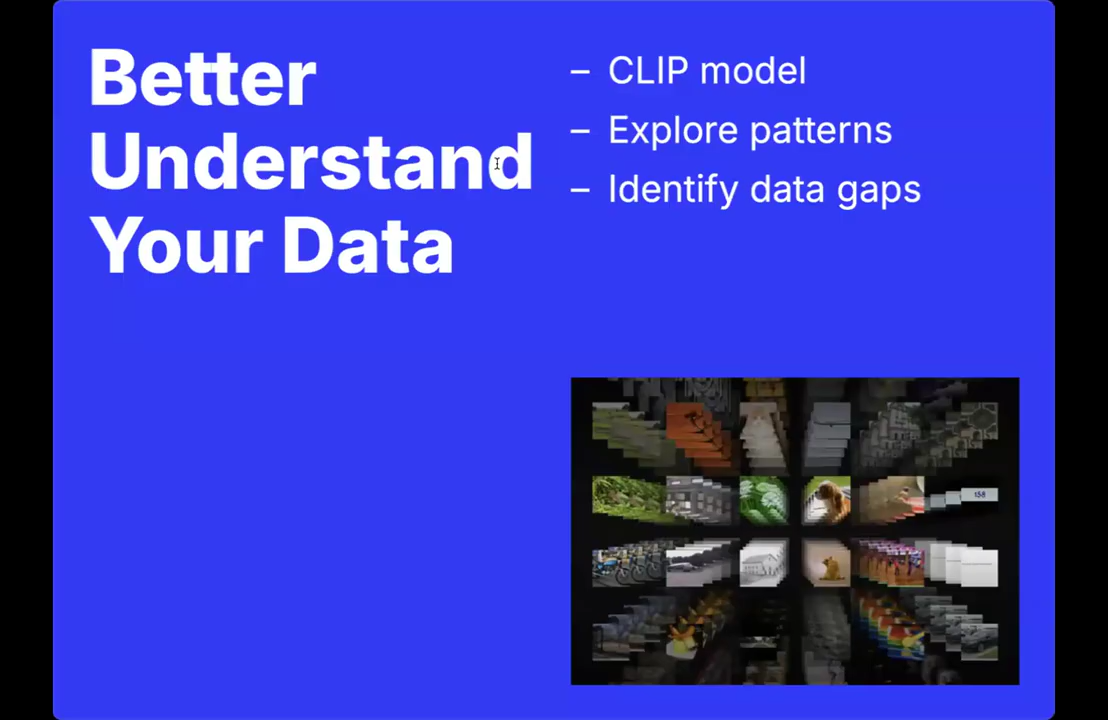 Better
Understand
Your Data
– CLIP model
– Explore patterns
– Identify data gaps
158